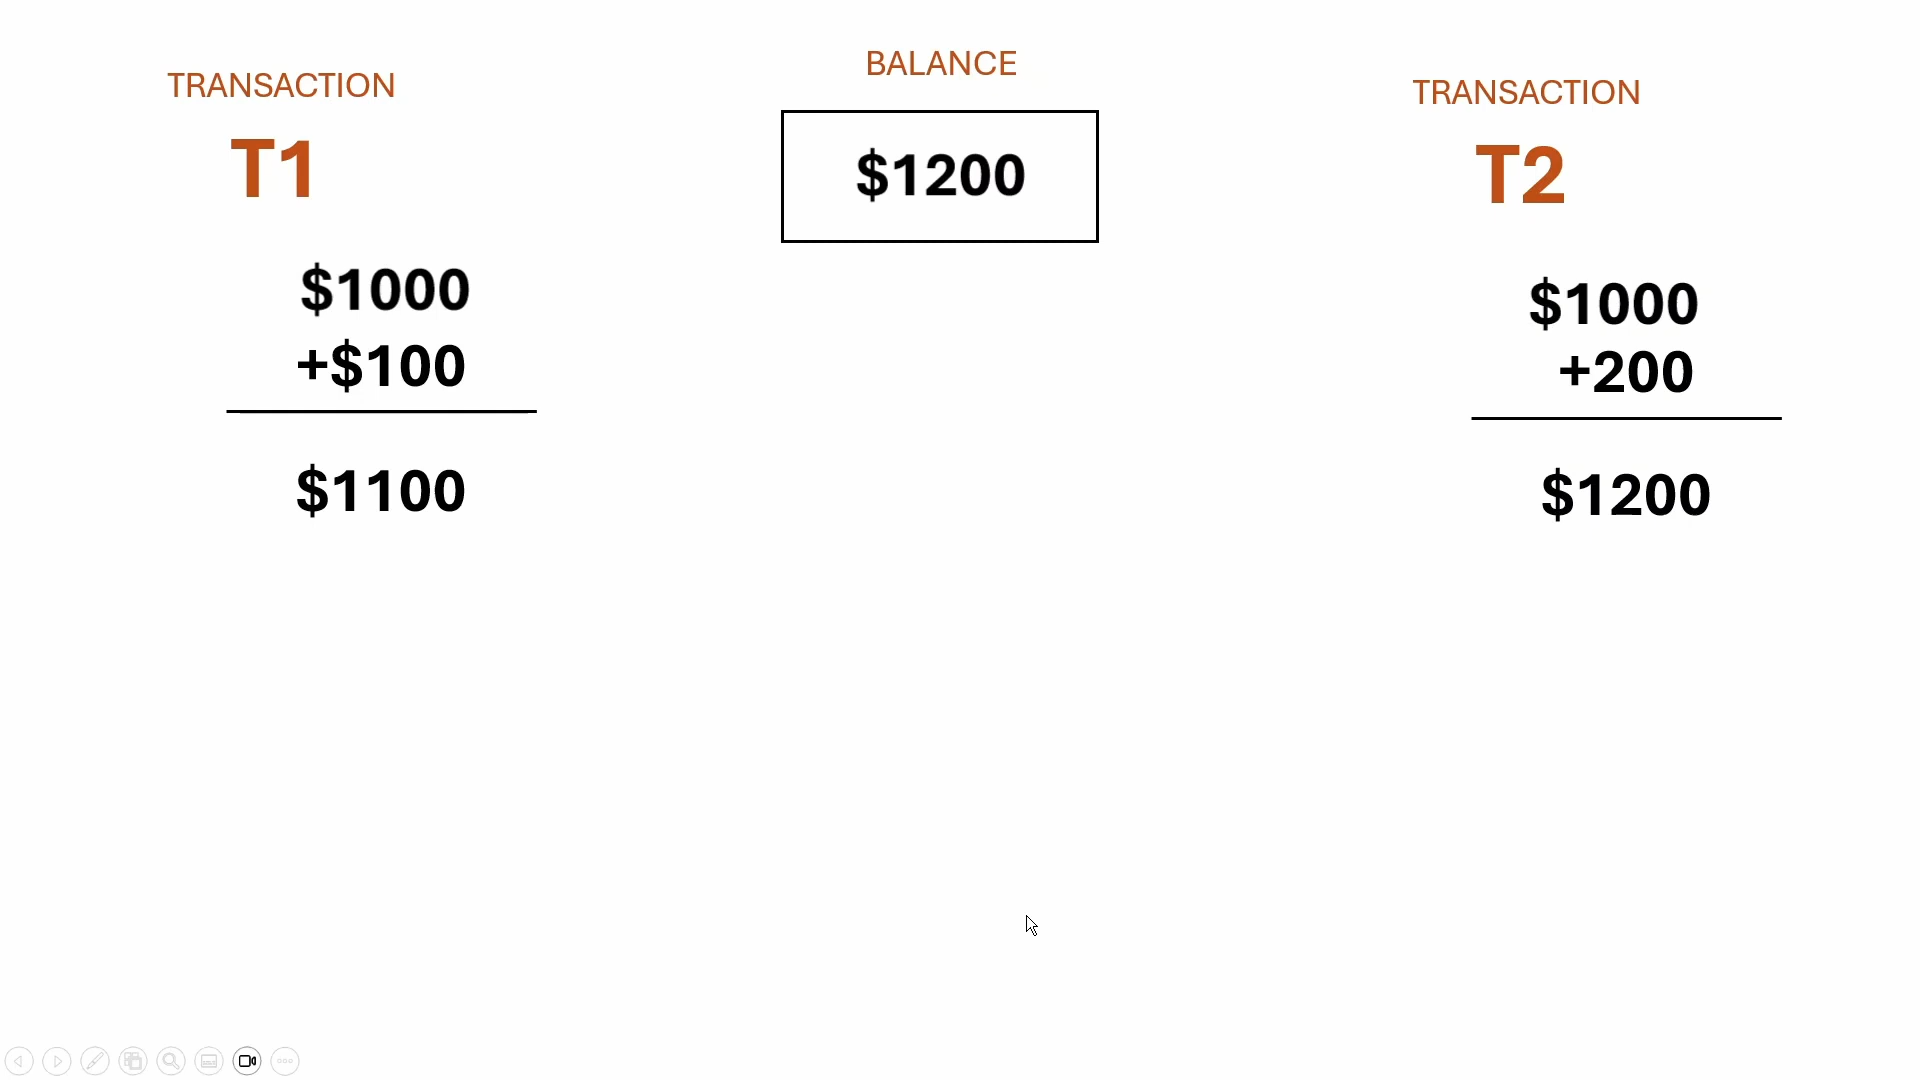 TRANSACTION
T1
$1000
+$100
$1100
BALANCE
$1200
TRANSACTION
T2
$1000
+200
$1200